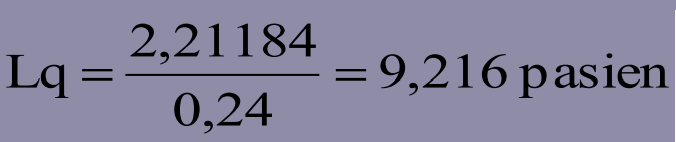 Lq = 2,21184 / 0,24 = 9,216 pasien